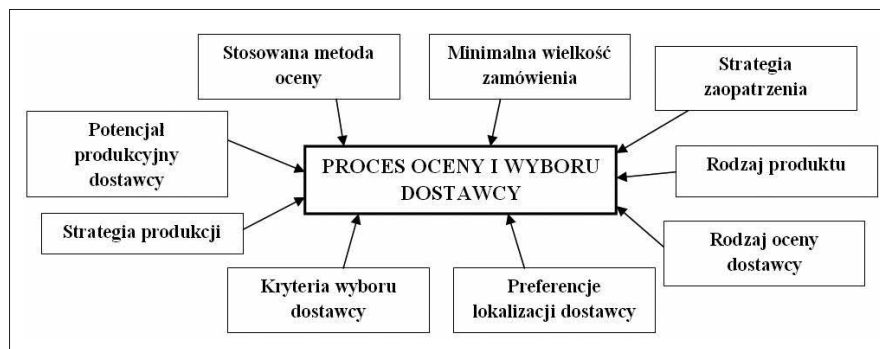 Stosowana metoda
oceny
Minimalna wielkość
zamówienia
Strategia
zaopatrzenia
Potencjał
produkcyjny
dostawcy
PROCES OCENY I WYBORU
DOSTAWCY
Rodzaj produktu
Strategia produkcji
Rodzaj oceny
dostawcy
Kryteria wyboru
dostawcy
Preferencje
lokalizacji dostawcy